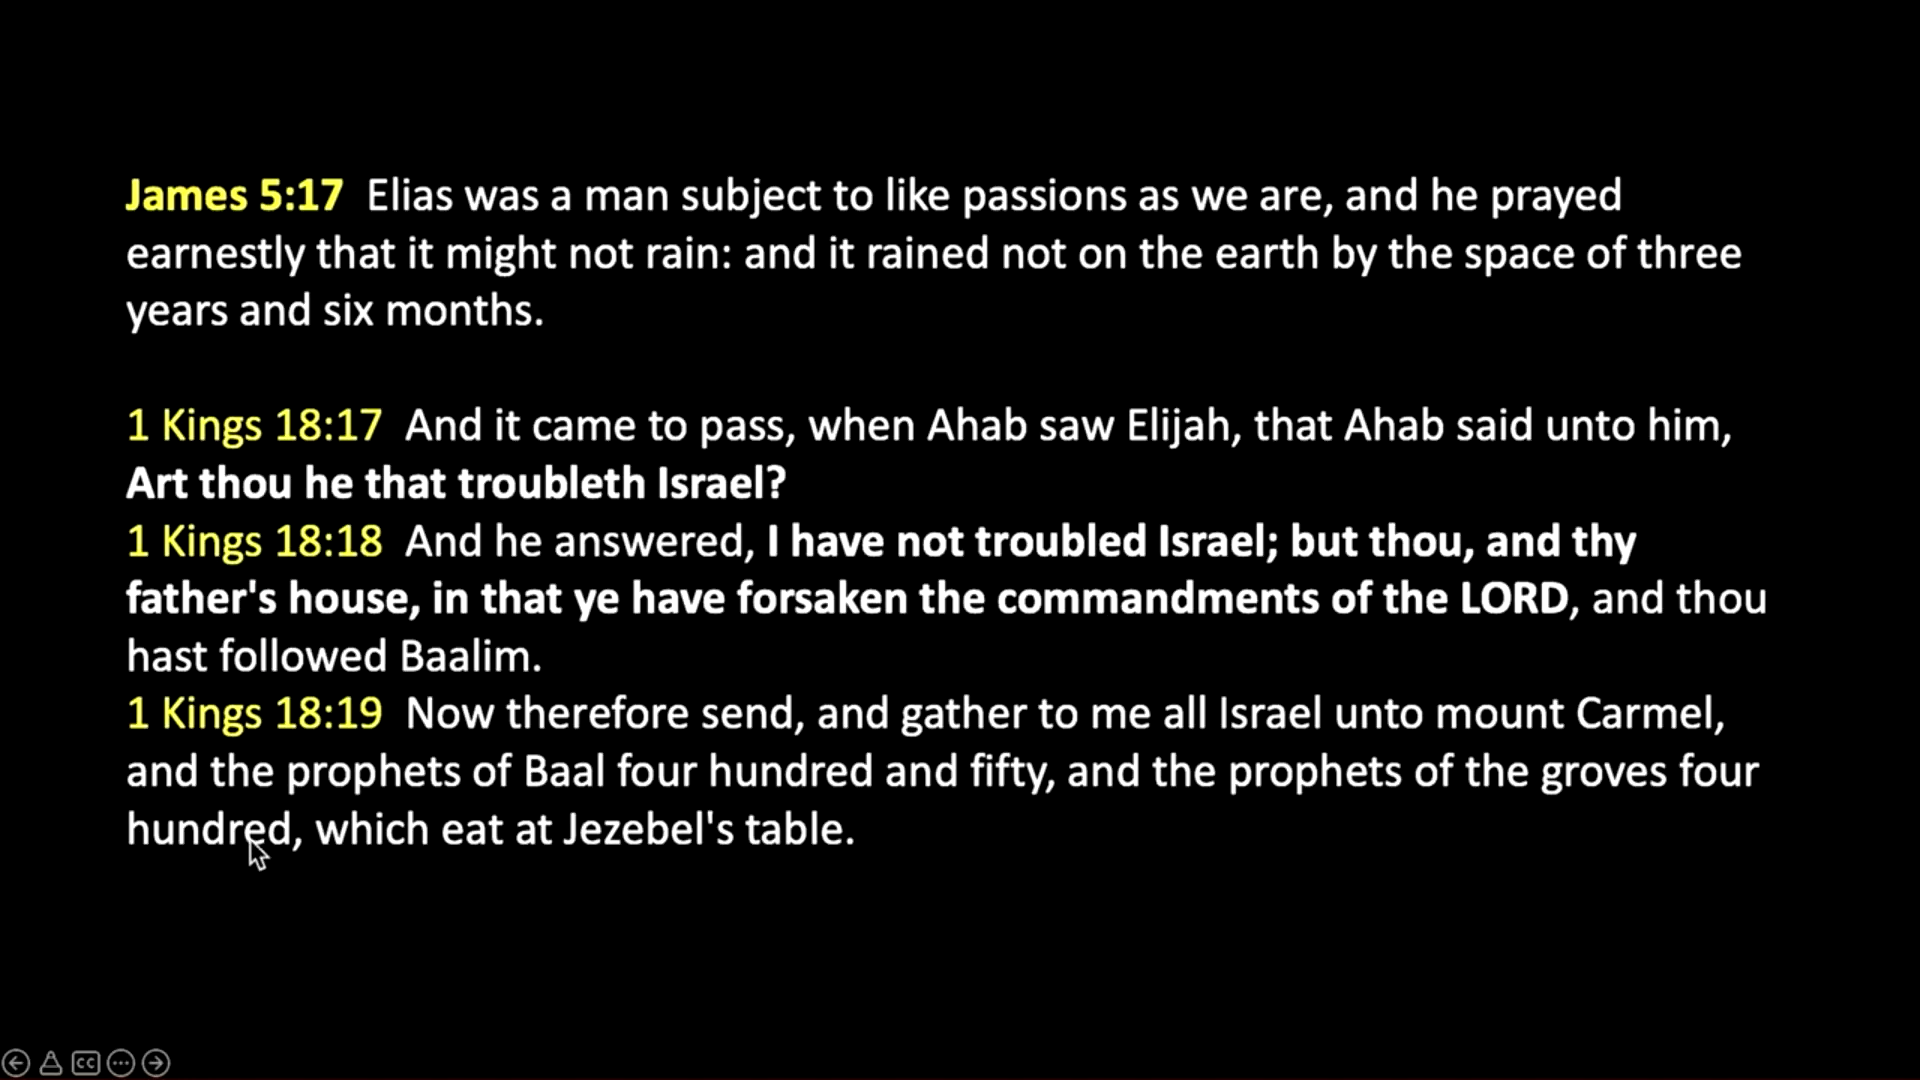 James 5:17  Elias was a man subject to like passions as we are, and he prayed
earnestly that it might not rain: and it rained not on the earth by the space of three
years and six months.
1 Kings 18:17  And it came to pass, when Ahab saw Elijah, that Ahab said unto him,
Art thou he that troubleth Israel?
1 Kings 18:18  And he answered, I have not troubled Israel; but thou, and thy
father's house, in that ye have forsaken the commandments of the LORD, and thou
hast followed Baalim.
1 Kings 18:19  Now therefore send, and gather to me all Israel unto mount Carmel,
and the prophets of Baal four hundred and fifty, and the prophets of the groves four
hundred, which eat at Jezebel's table.
CC